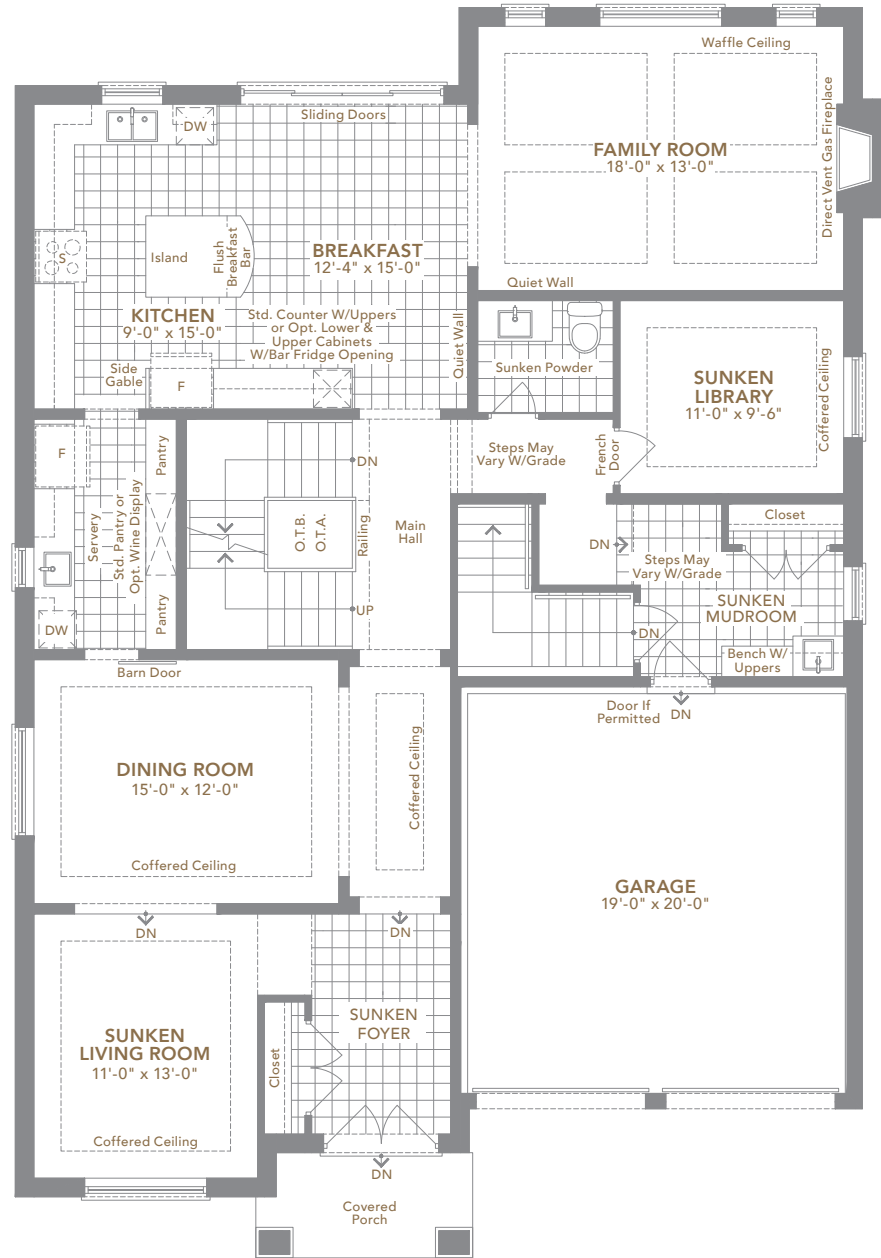 Waffle Ceiling
FAMILY ROOM
18'-0" x 13'-0"
Direct Vent Gas Fireplace
Quiet Wall
Sliding Doors
DW
S
Island
Flush
Breakfast
Bar
BREAKFAST
12'-4" x 15'-0"
KITCHEN
9'-0" x 15'-0"
Std. Counter W/Uppers
or Opt. Lower &
Upper Cabinets
W/Bar Fridge Opening
Quiet Wall
Side
Gable
F
Sunken Powder
SUNKEN
LIBRARY
11'-0" x 9'-6"
Coffered Ceiling
French
Door
Steps May
Vary W/Grade
F
Servery
Std. Pantry or
Opt. Wine Display
Pantry
Pantry
DW
DN
O.T.B.
O.T.A.
Railing
Main
Hall
UP
Closet
DN
Steps May
Vary W/Grade
SUNKEN
MUDROOM
DN
Bench W/
Uppers
Door If
Permitted
DN
Barn Door
DINING ROOM
15'-0" x 12'-0"
Coffered Ceiling
Coffered Ceiling
GARAGE
19'-0" x 20'-0"
DN
DN
SUNKEN
LIVING ROOM
11'-0" x 13'-0"
Coffered Ceiling
Closet
SUNKEN
FOYER
DN
Covered
Porch